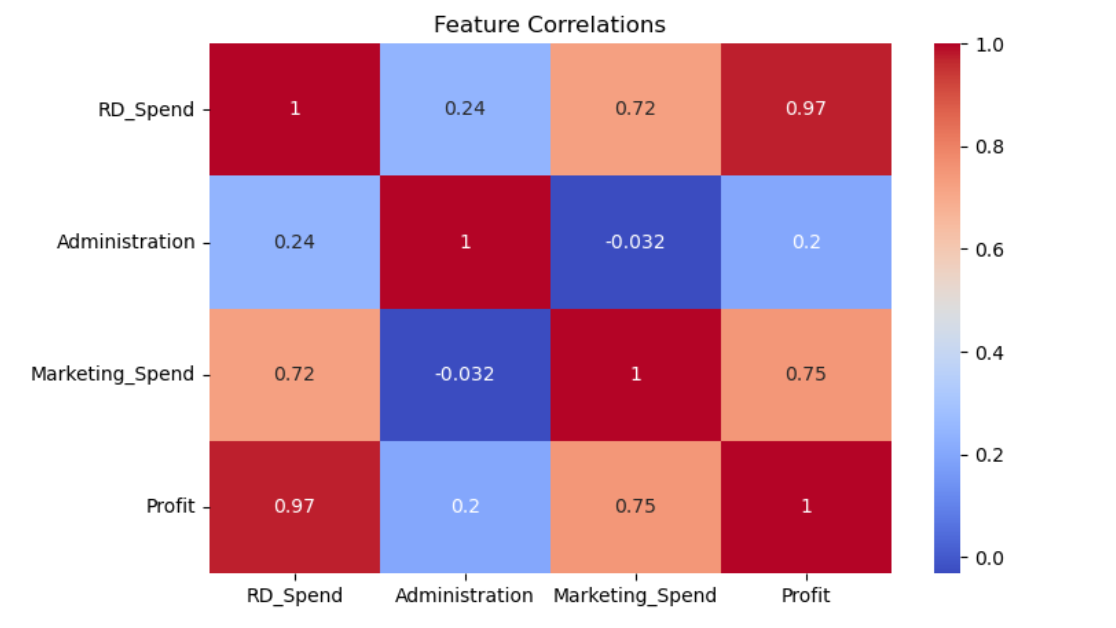 Feature Correlations
RD_Spend 1 0.24 0.72 0.97
Administration 0.24 1 -0.032 0.2
Marketing_Spend 0.72 -0.032 1 0.75
Profit 0.97 0.2 0.75 1
RD_Spend Administration Marketing_Spend Profit
1.0
0.8
0.6
0.4
0.2
0.0